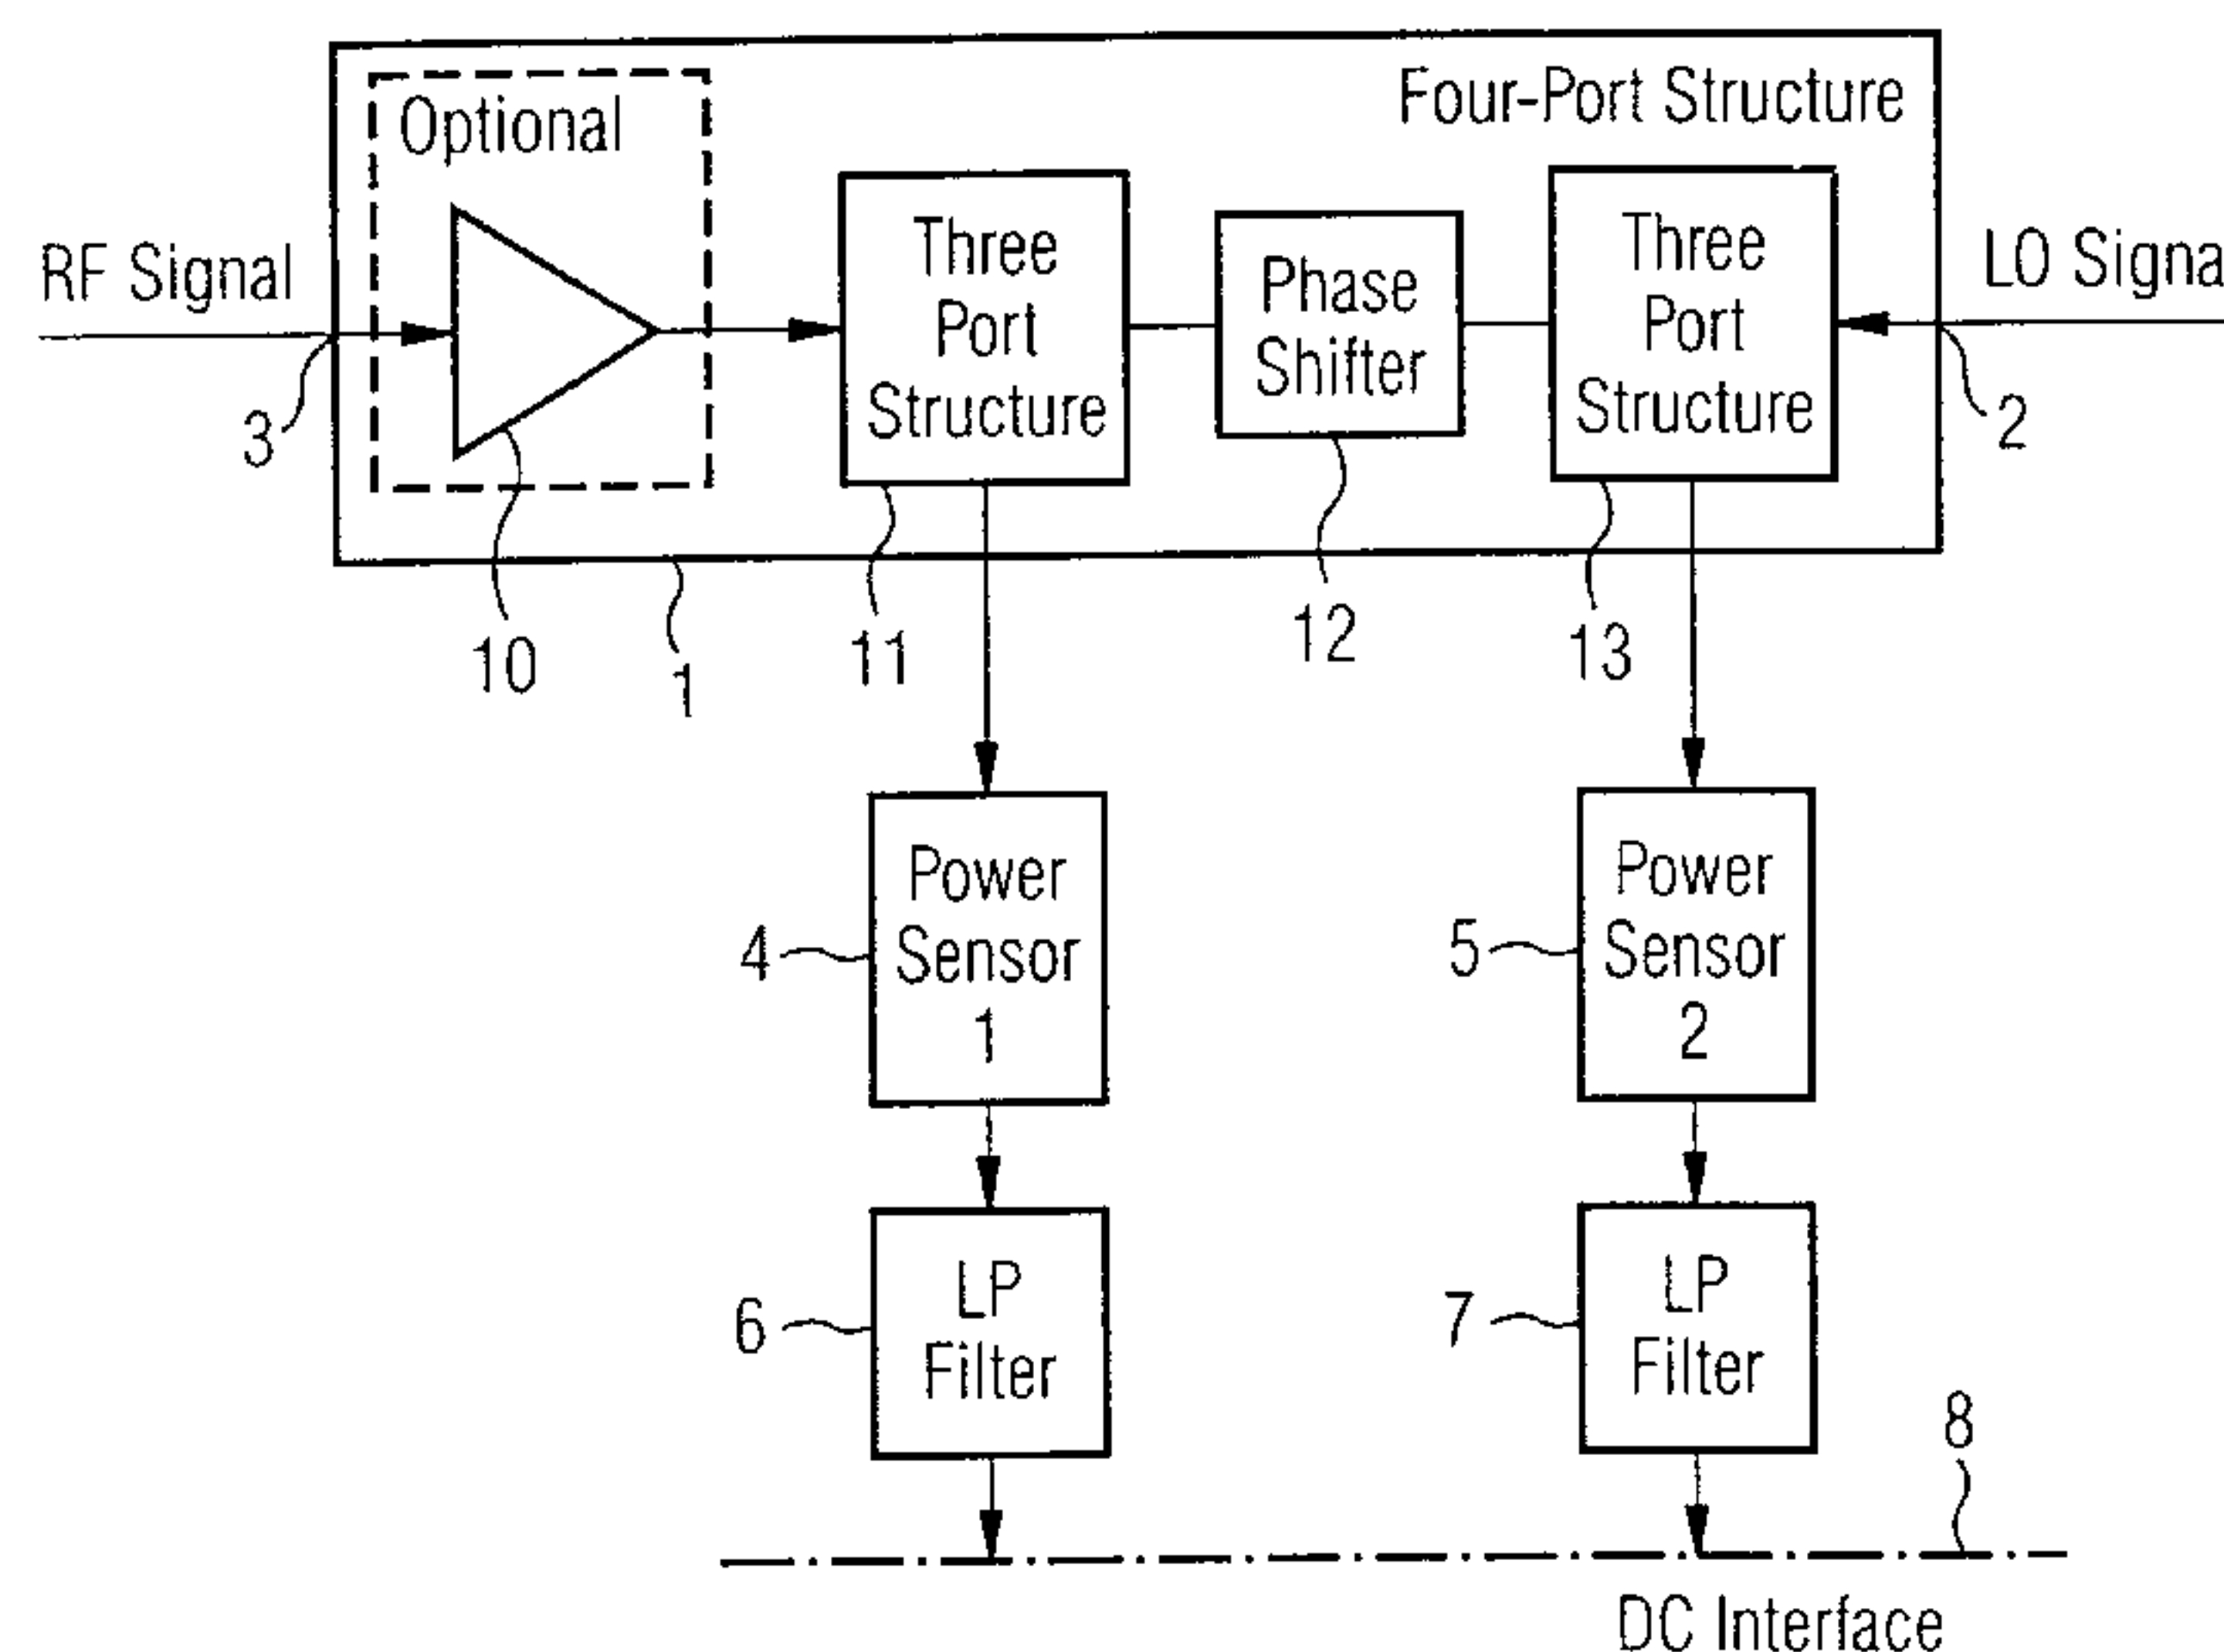 Four-Port Structure
Optional
RF Signal
Three
Port
Structure
Phase
Shifter
Three
Port
Structure
LO Signa
3
2
10
1
11
12
13
4
Power
Sensor
1
5
Power
Sensor
2
6
LP
Filter
7
LP
Filter
8
DC Interface